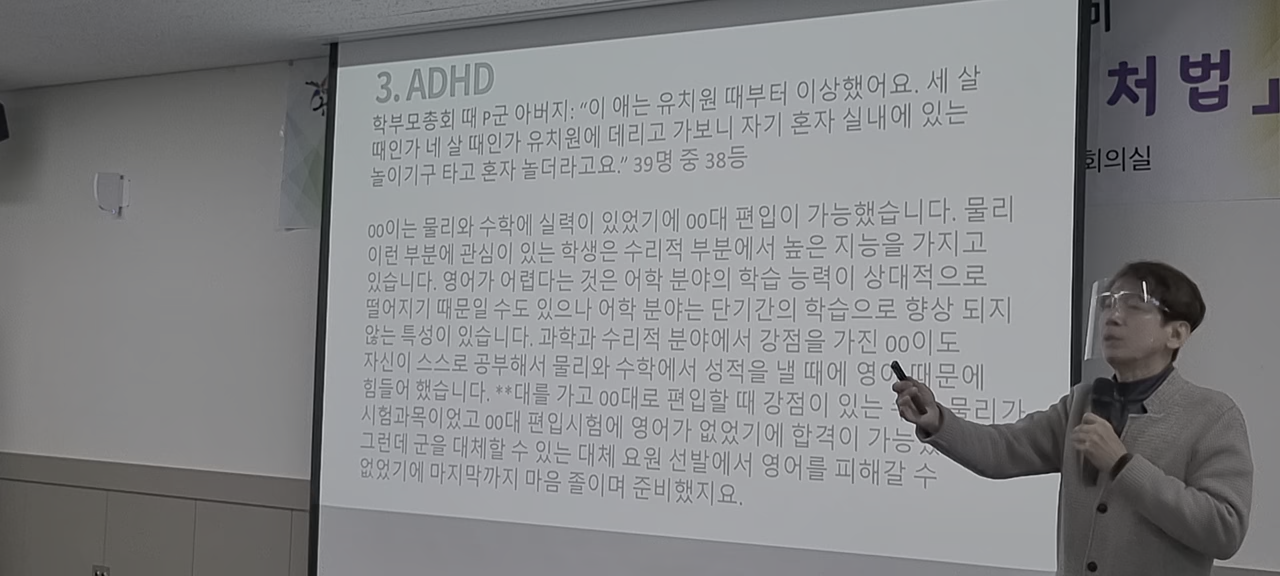 3. ADHD
학부모총회 때 P군 아버지: “이 애는 유치원 때부터 이상했어요. 세 살
때인가 네 살 때인가 유치원에 데리고 가보니 자기 혼자 실내에 있는
놀이기구 타고 혼자 놀더라고요.” 39명 중 38등
oo이는 물리와 수학에 실력이 있었기에 oo대 편입이 가능했습니다. 물리
이런 부분에 관심이 있는 학생은 수리적 부분에서 높은 지능을 가지고
있습니다. 영어가 어렵다는 것은 어학 분야의 학습 능력이 상대적으로
떨어지기 때문일 수도 있으나 어학 분야는 단기간의 학습으로 향상 되지
않는 특성이 있습니다. 과학과 수리적 분야에서 강점을 가진 oo이도
자신이 스스로 공부해서 물리와 수학에서 성적을 낼 때에 영어 때문에
힘들어 했습니다. **대를 가고 oo대로 편입할 때 강점이 있는 물리가
시험과목이었고 oo대 편입시험에 영어가 없었기에 합격이
그런데 군을 대체할 수 있는 대체 요원 선발에서 영어를 피해갈 수
없었기에 마지막까지 마음 졸이며 준비했지요.
처법
회의실